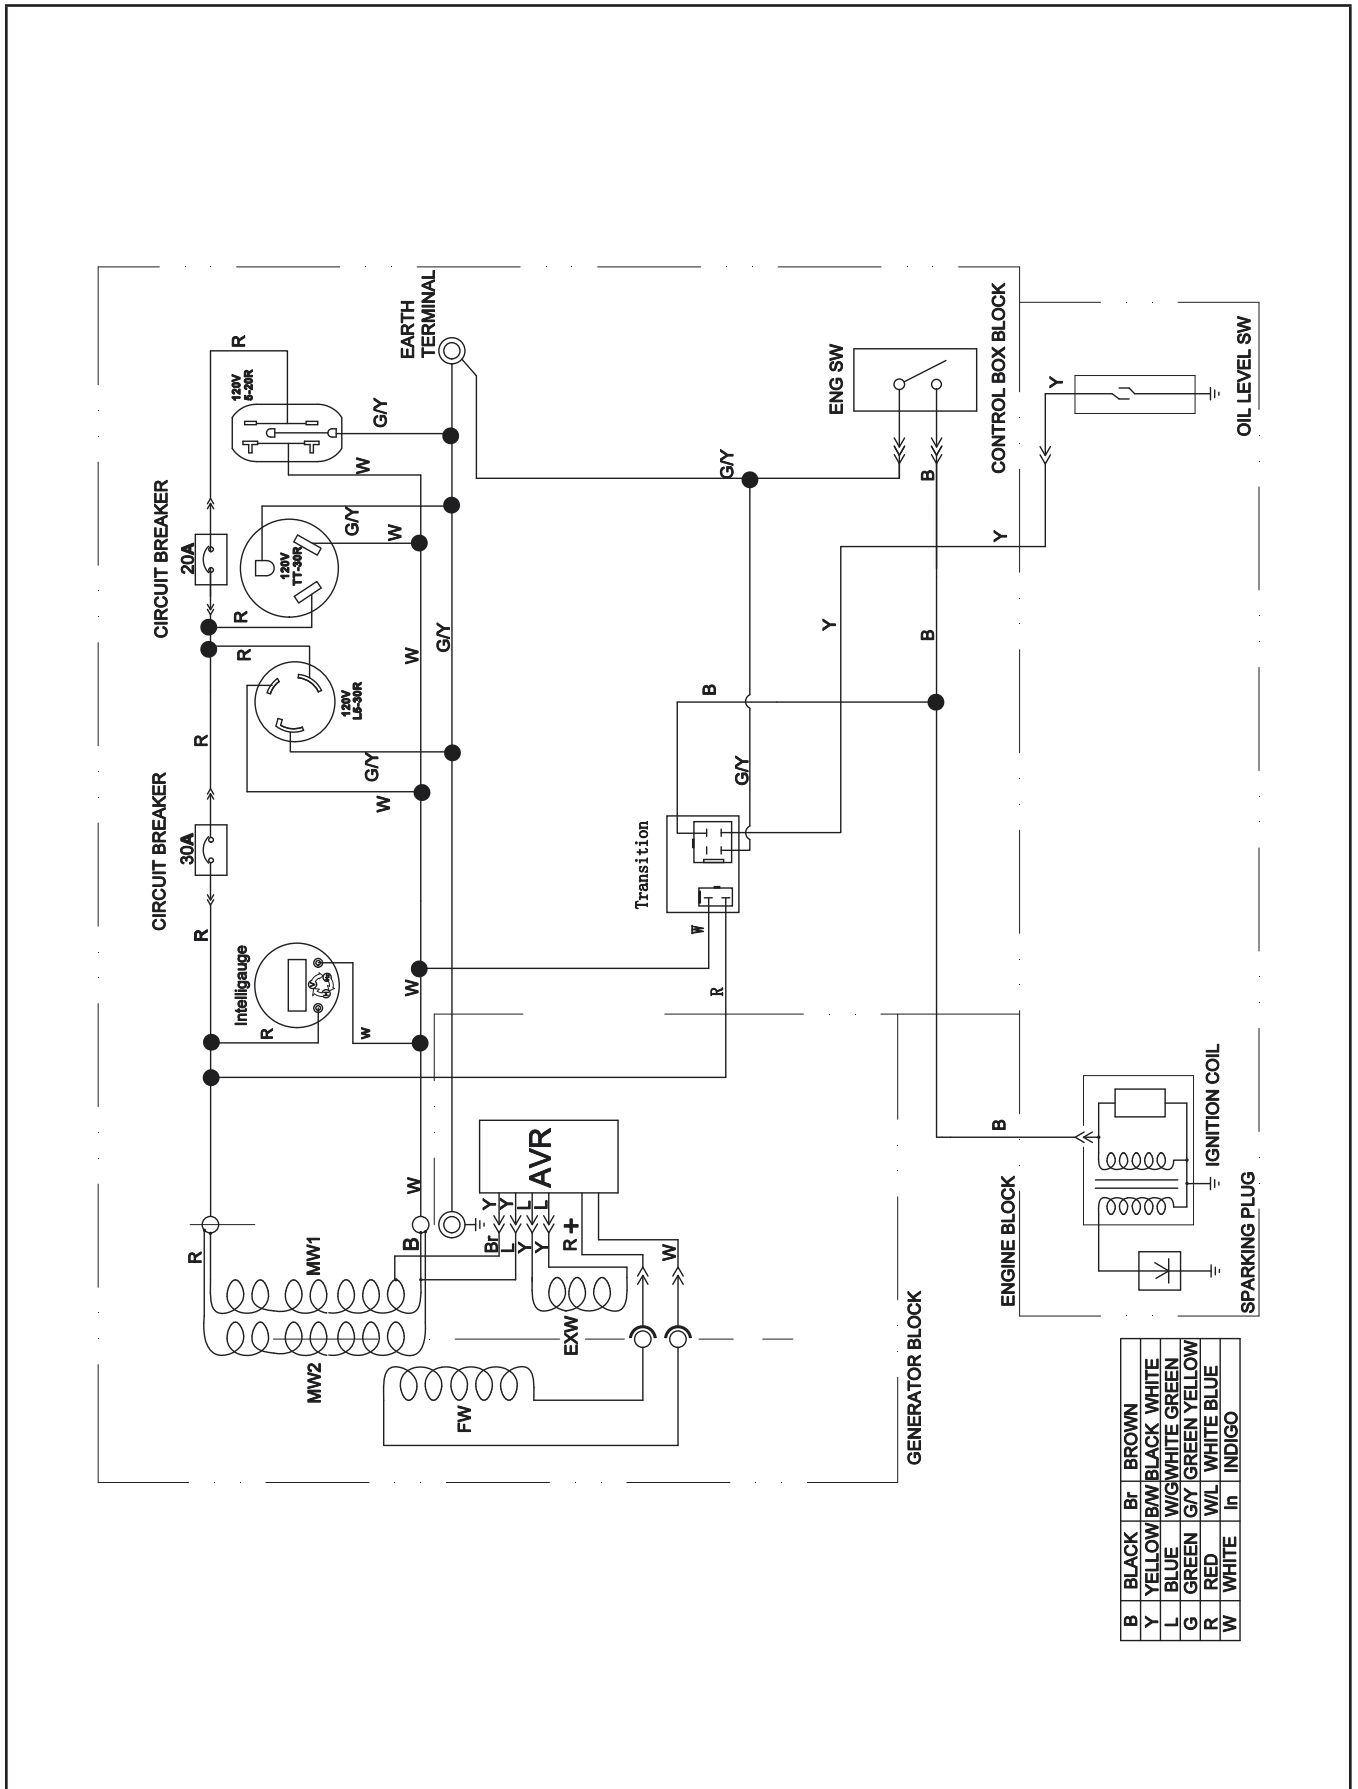 EARTH
TERMINAL
R
120V
5-20R
G/Y
W
ENG SW
CONTROL BOX BLOCK
Y
OIL LEVEL SW
CIRCUIT BREAKER
20A
120V
TT-30R
G/Y
W
R
G/Y
B
Y
R
120V
L5-30R
W
G/Y
Y
B
R
G/Y
W
B
G/Y
CIRCUIT BREAKER
30A
R
Transition
W
R
Intelligauge
R
W
W
AVR
W
Y
Y
L
L
R
MW1
B
Br
L
Y
Y
R +
W
B
IGNITION COIL
ENGINE BLOCK
SPARKING PLUG
MW2
FW
EXW
GENERATOR BLOCK
B BLACK Br BROWN
Y YELLOW B/W BLACK WHITE
L BLUE W/G WHITE GREEN
G GREEN G/Y GREEN YELLOW
R RED W/L WHITE BLUE
W WHITE In INDIGO